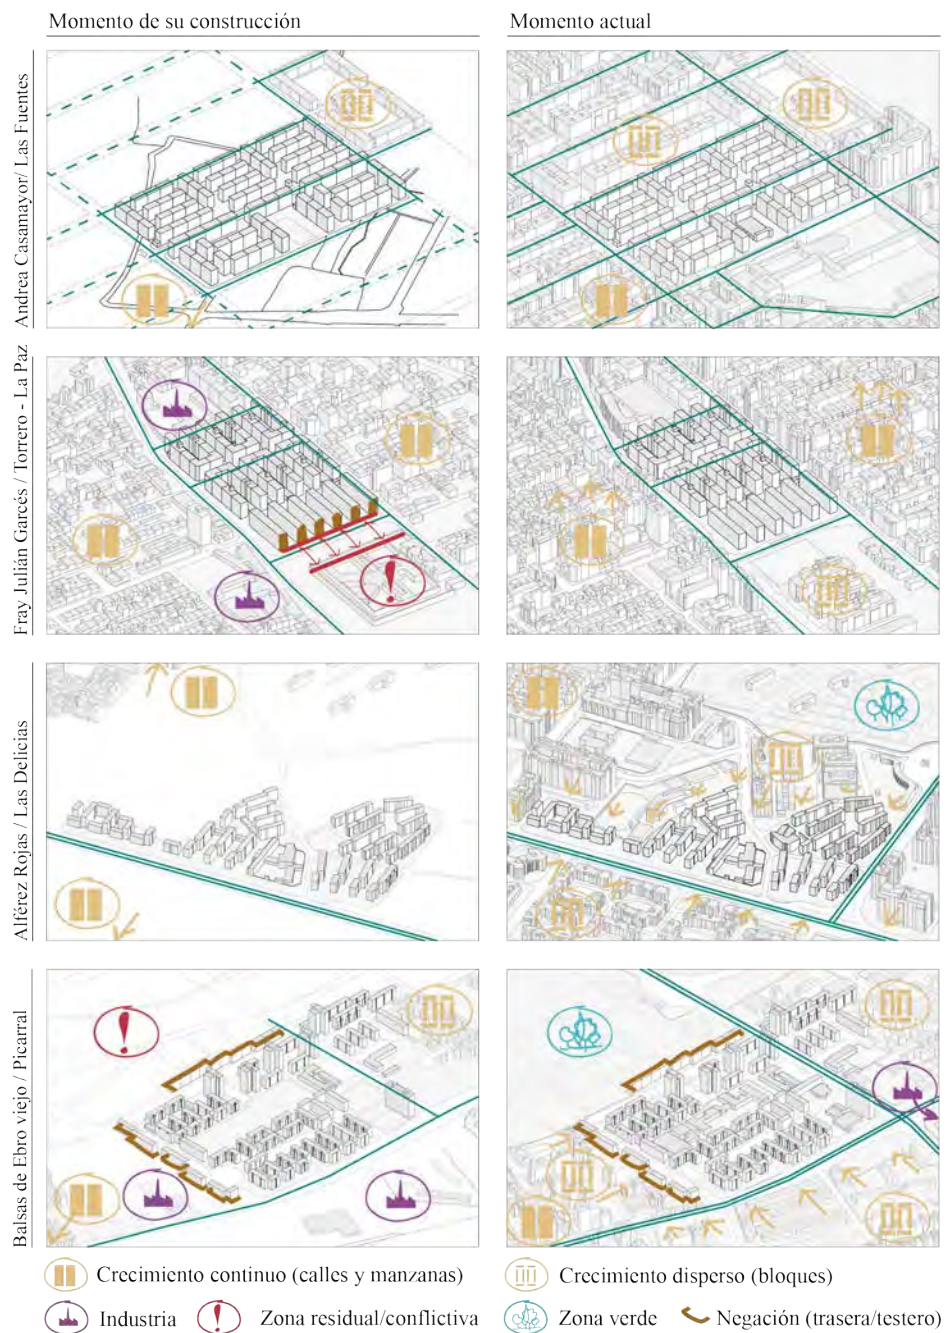 Momento de su construcción
Momento actual
Andrea Casamayor/ Las Fuentes
Fray Julián Garcés / Torrero - La Paz
Alférez Rojas / Las Delicias
Balsas de Ebro viejo / Picarral
Crecimiento continuo (calles y manzanas)
Crecimiento disperso (bloques)
Industria
Zona residual/conflictiva
Zona verde
Negación (trasera/testero)